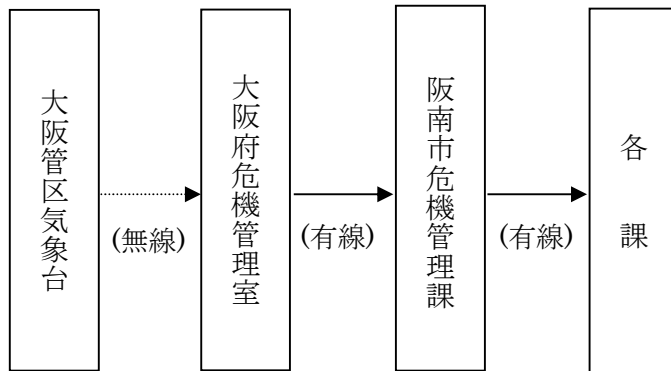 大阪管区気象台
(無線)
大阪府危機管理室
(有線)
阪南市危機管理課
(有線)
各課